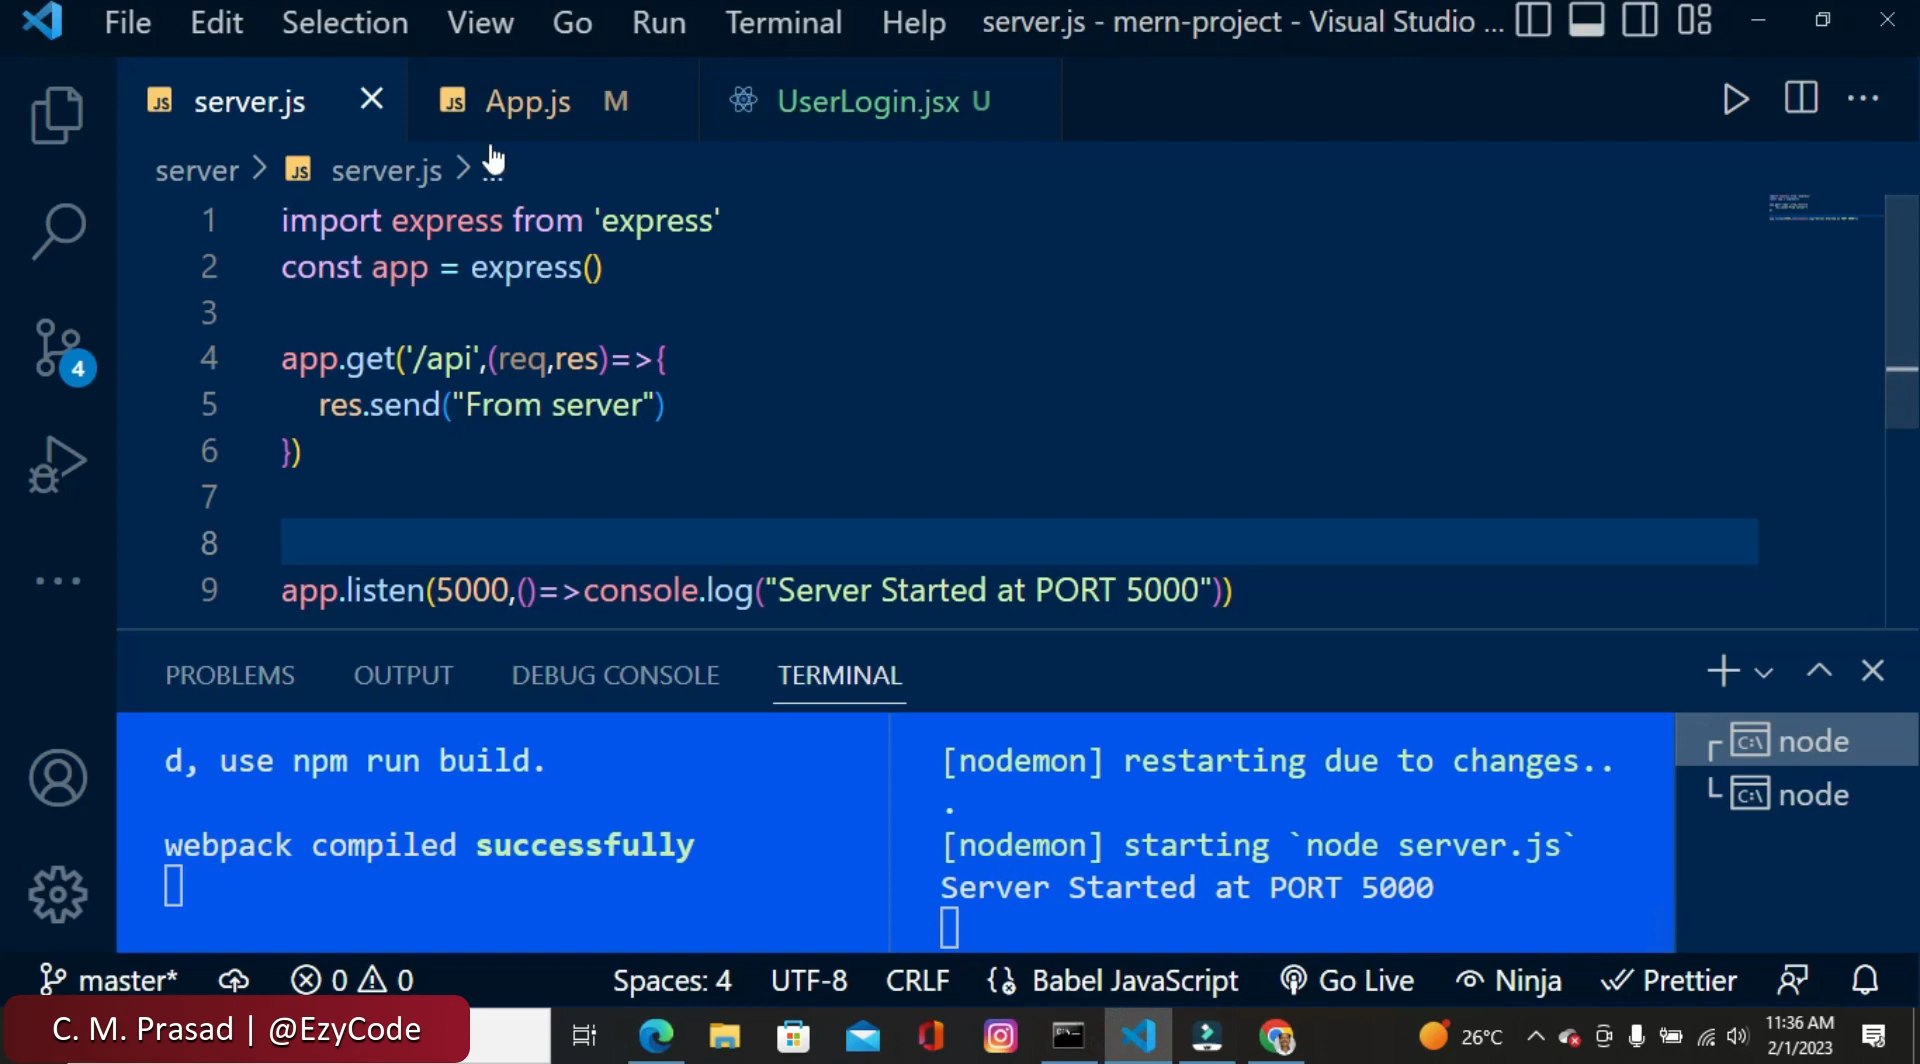 File Edit Selection View Go Run Terminal Help server.js - mern-project - Visual Studio ...
JS server.js JS App.js M UserLogin.jsx U
server > JS server.js > ...
1 import express from 'express'
2 const app = express()
3
4 app.get('/api',(req,res)=>{
5 res.send("From server")
6 })
7
8
9 app.listen(5000,()=>console.log("Server Started at PORT 5000"))
4
PROBLEMS OUTPUT DEBUG CONSOLE TERMINAL
d, use npm run build.
webpack compiled successfully
[nodemon] restarting due to changes..
.
[nodemon] starting `node server.js`
Server Started at PORT 5000
node
node
master* 0 0 Spaces: 4 UTF-8 CRLF Babel JavaScript Go Live Ninja Prettier
C. M. Prasad | @EzyCode
26°C 11:36 AM
2/1/2023